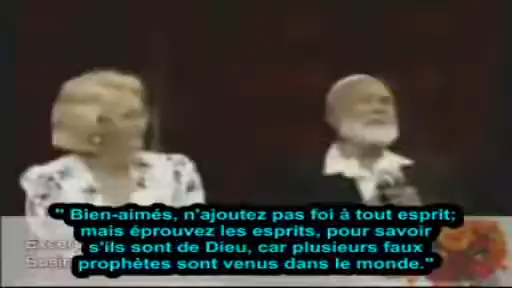 " Bien-aimés, n'ajoutez pas foi à tout esprit;
mais éprouvez les esprits, pour savoir
s'ils sont de Dieu, car plusieurs faux
prophètes sont venus dans le monde."